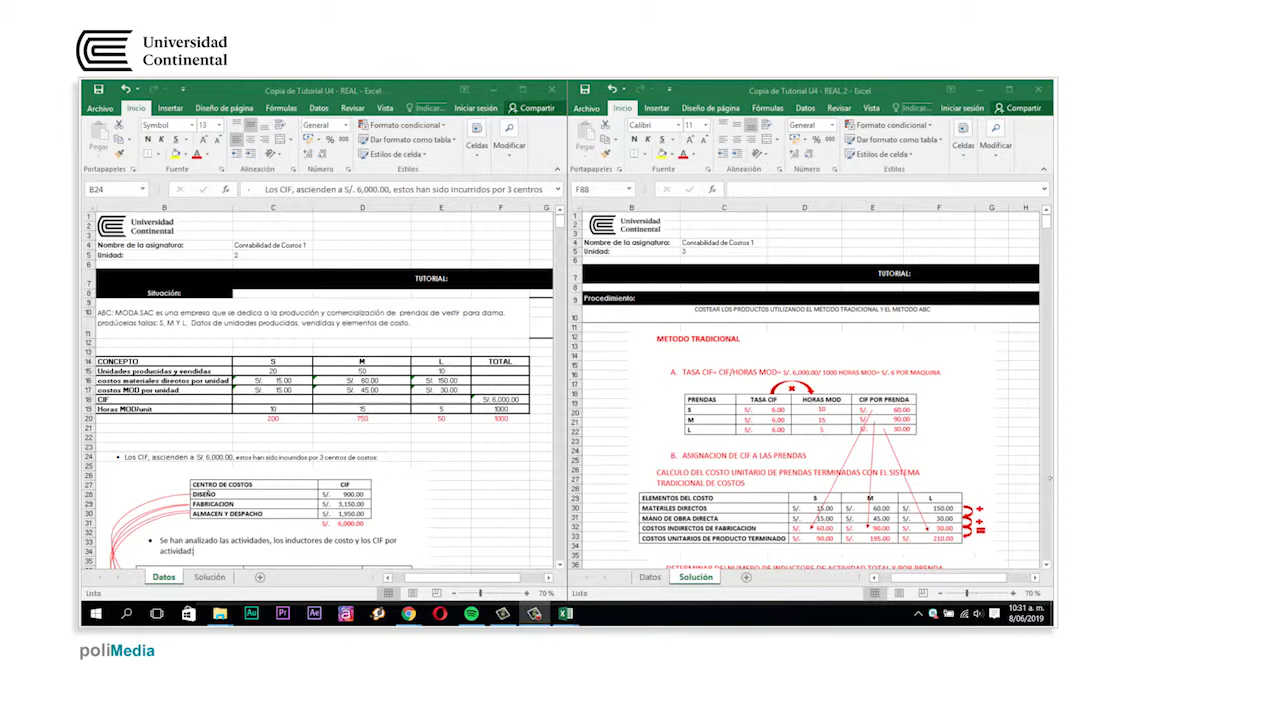 Universidad
Continental
Copia de Tutorial U4 - REAL - Excel
Archivo Inicio Insertar Diseño de página Fórmulas Datos Revisar Vista Indicar... Iniciar sesión Compartir
Symbol 13 General Formato condicional
Pegar N K S Dar formato como tabla Celdas Modificar
Estilos de celda
Portapapeles Fuente Alineación Número Estilos
B24 Los CIF, ascienden a S/. 6,000.00, estos han sido incurridos por 3 centros
B C D E F G
Universidad
Continental
Nombre de la asignatura: Conrabilidad de Costos 1
Unidad: 2
TUTORIAL:
Situación:
ABC: MODA SAC es una empresa que se dedica a la producción y comercialización de prendas de vestir para dama.
prodúcelas tallas: S, M Y L. Datos de unidades producidas, vendidas y elementos de costo.
CONCEPTO S M L TOTAL
Unidades producidas y vendidas 20 50 10
costos materiales directos por unidad S/. 15.00 S/. 60.00 S/. 150.00
costos MOD por unidad S/. 15.00 S/. 45.00 S/. 30.00
CIF S/. 6,000.00
Horas MOD/unit 10 15 5 1000
200 750 50 1000
• Los CIF, ascienden a S/. 6,000.00, estos han sido incurridos por 3 centros de costos:
CENTRO DE COSTOS CIF
DISEÑO S/. 900.00
FABRICACION S/. 3,150.00
ALMACEN Y DESPACHO S/. 1,950.00
S/. 6,000.00
• Se han analizado las actividades, los inductores de costo y los CIF por
actividad:
Datos Solución
Listo 70 %
Copia de Tutorial U4 - REAL 2 - Excel
Archivo Inicio Insertar Diseño de página Fórmulas Datos Revisar Vista Indicar... Iniciar sesión Compartir
Calibri 11 General Formato condicional
Pegar N K S Dar formato como tabla Celdas Modificar
Estilos de celda
Portapapeles Fuente Alineación Número Estilos
F88
B C D E F G H
Universidad
Continental
Nombre de la asignatura: Conrabilidad de Costos 1
Unidad: 3
TUTORIAL:
Procedimiento:
COSTEAR LOS PRODUCTOS UTILIZANDO EL METODO TRADICIONAL Y EL METODO ABC
METODO TRADICIONAL
A. TASA CIF= CIF/HORAS MOD= S/. 6,000.00/ 1000 HORAS MOD= S/. 6 POR MAQUINA
PRENDAS TASA CIF HORAS MOD CIF POR PRENDA
S S/. 6.00 10 S/. 60.00
M S/. 6.00 15 S/. 90.00
L S/. 6.00 5 S/. 30.00
B. ASIGNACION DE CIF A LAS PRENDAS
CALCULO DEL COSTO UNITARIO DE PRENDAS TERMINADAS CON EL SISTEMA
TRADICIONAL DE COSTOS
ELEMENTOS DEL COSTO S M L
MATERILES DIRECTOS S/. 15.00 S/. 60.00 S/. 150.00
MANO DE OBRA DIRECTA S/. 15.00 S/. 45.00 S/. 30.00
COSTOS INDIRECTOS DE FABRICACION S/. 60.00 S/. 90.00 S/. 30.00
COSTOS UNITARIOS DE PRODUCTO TERMINADO S/. 90.00 S/. 195.00 S/. 210.00
Datos Solución
Listo 70 %
10:31 a. m.
8/06/2019
poliMedia